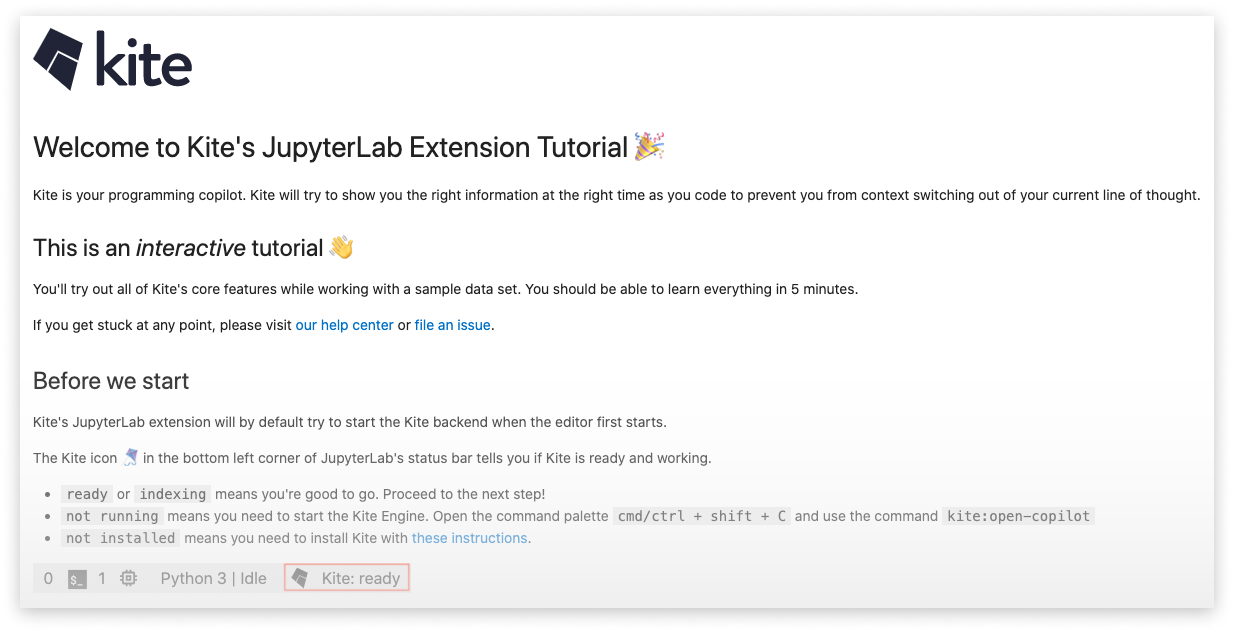 kite
Welcome to Kite's JupyterLab Extension Tutorial 🎉
Kite is your programming copilot. Kite will try to show you the right information at the right time as you code to prevent you from context switching out of your current line of thought.
This is an interactive tutorial 👋
You'll try out all of Kite's core features while working with a sample data set. You should be able to learn everything in 5 minutes.
If you get stuck at any point, please visit our help center or file an issue.
Before we start
Kite's JupyterLab extension will by default try to start the Kite backend when the editor first starts.
The Kite icon 🪁 in the bottom left corner of JupyterLab's status bar tells you if Kite is ready and working.
• ready or indexing means you're good to go. Proceed to the next step!
• not running means you need to start the Kite Engine. Open the command palette cmd/ctrl + shift + C and use the command kite:open-copilot
• not installed means you need to install Kite with these instructions.
0 $_ 1 Python 3 | Idle Kite: ready